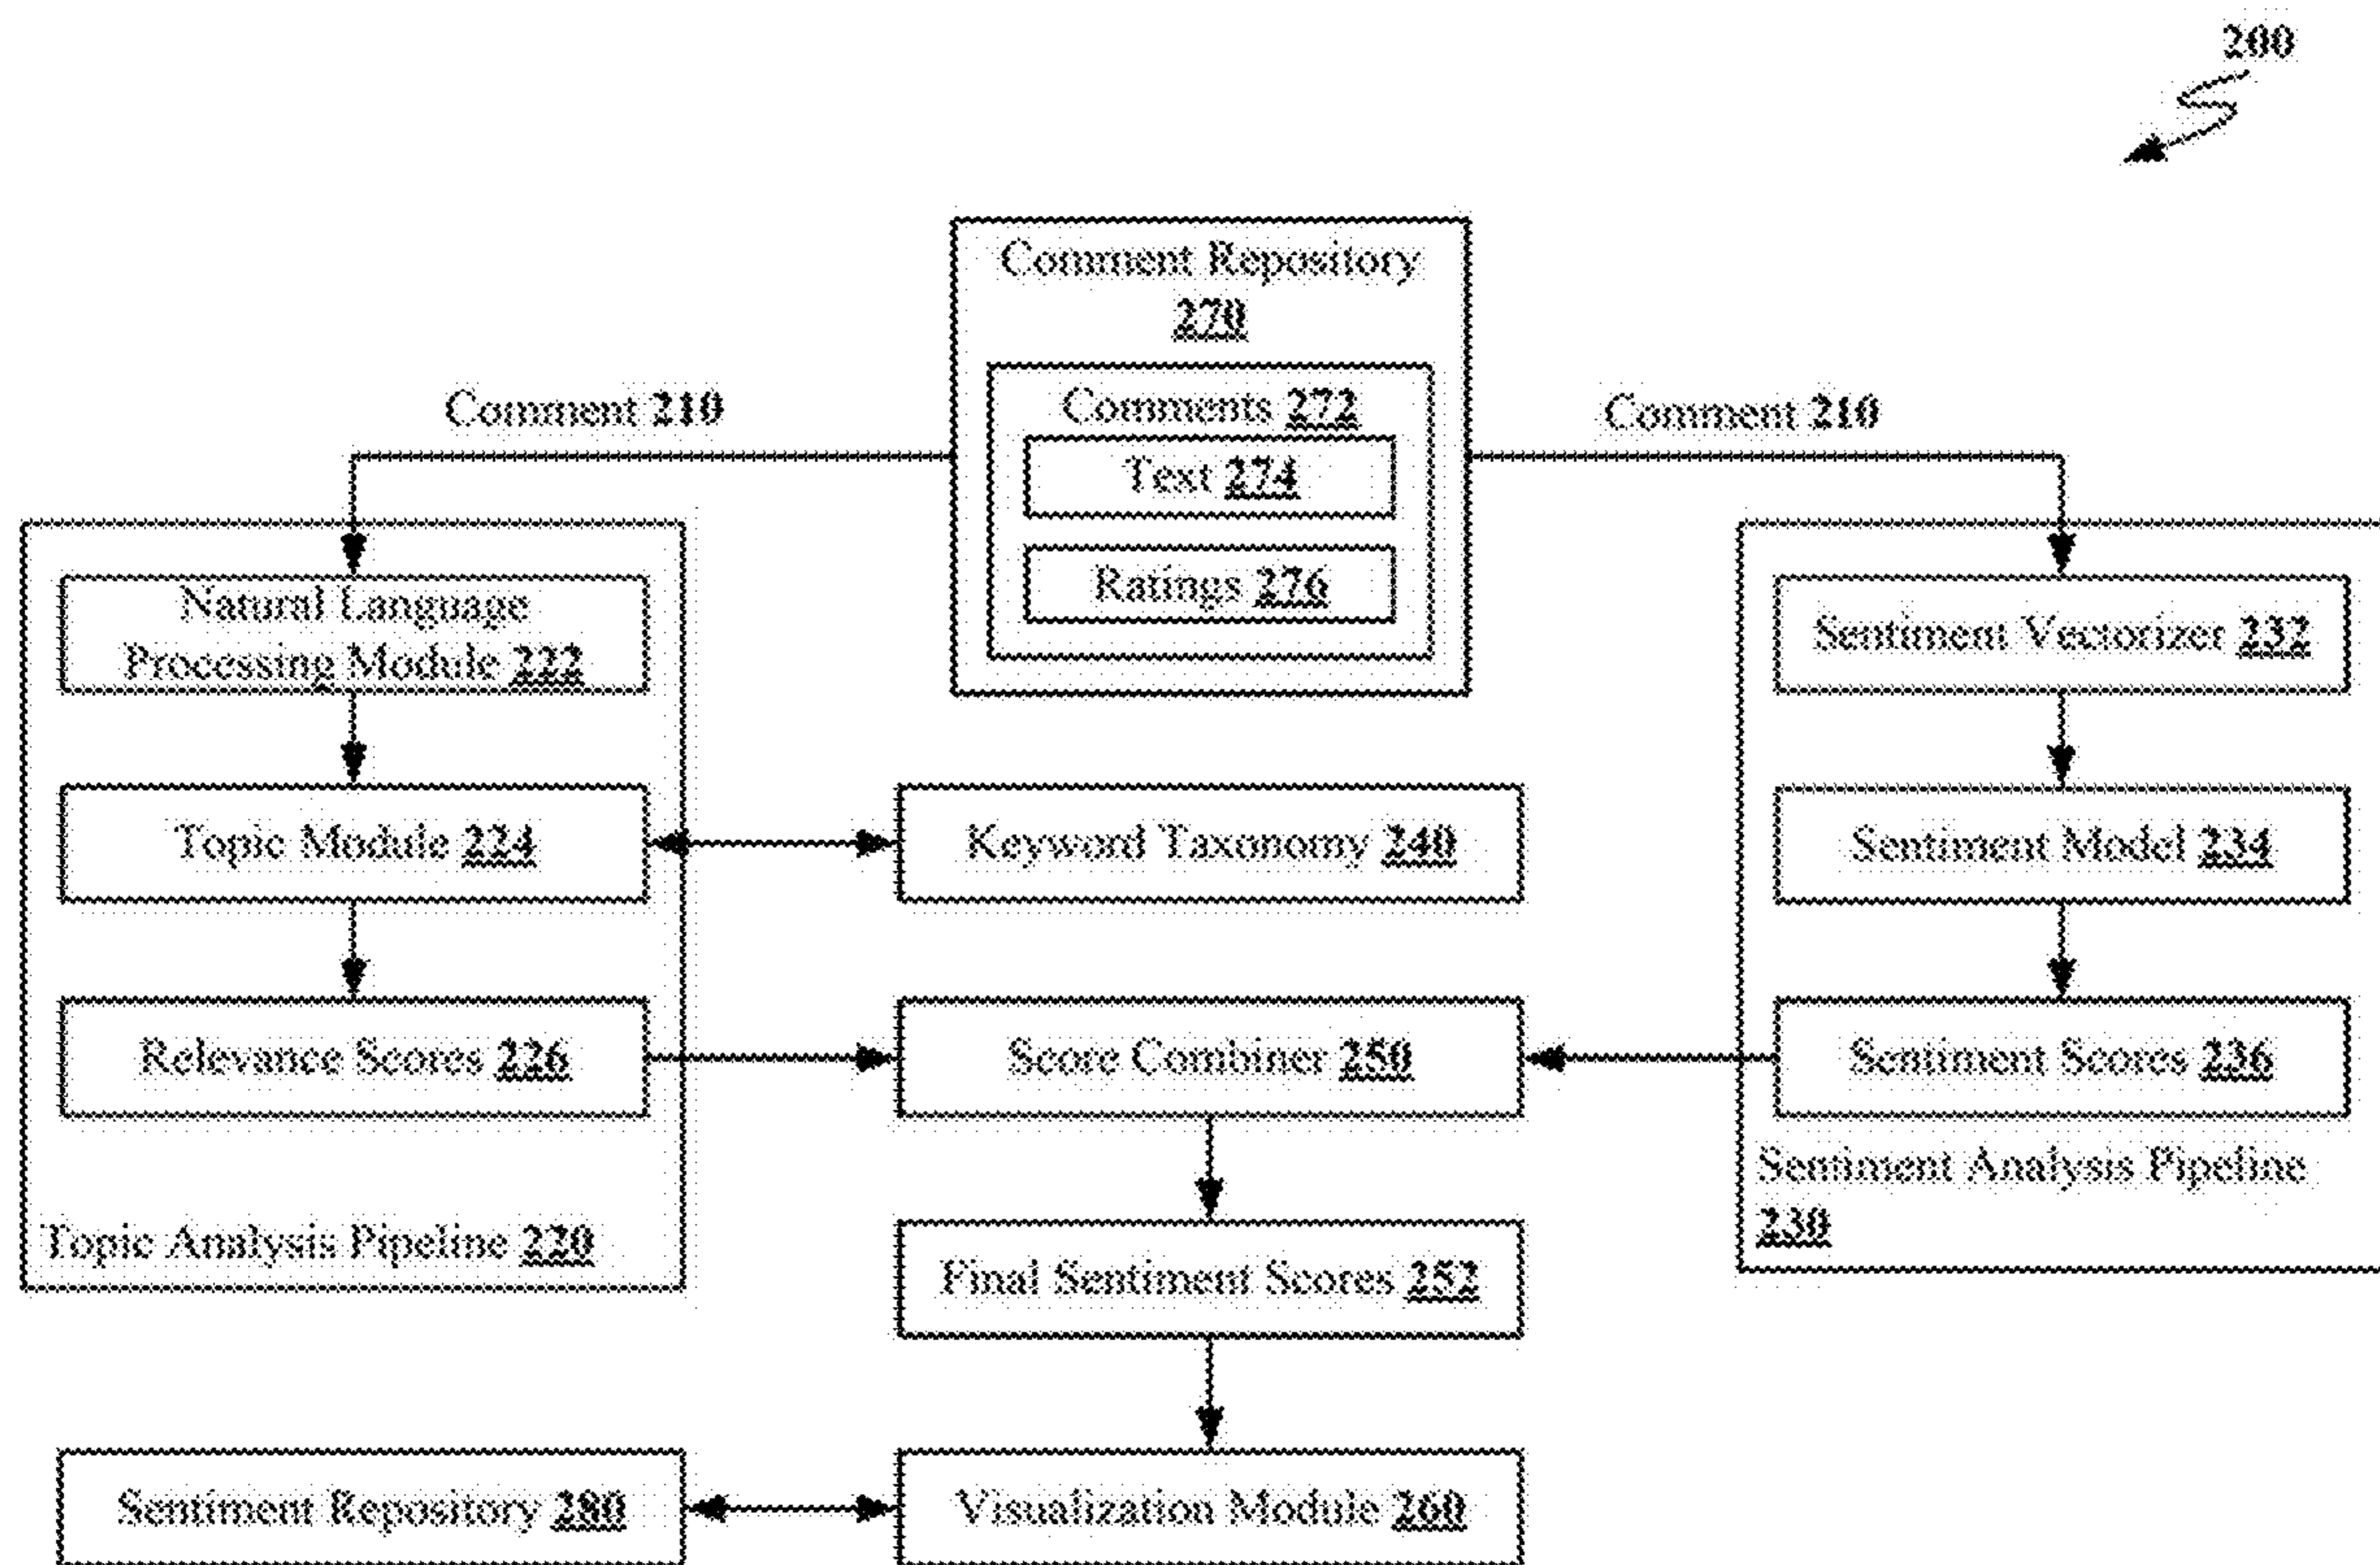 200
Comment Repository
270
Comments 272
Text 274
Ratings 276
Comment 210
Comment 210
Natural Language
Processing Module 222
Topic Module 224
Relevance Scores 226
Topic Analysis Pipeline 220
Keyword Taxonomy 240
Score Combiner 250
Final Sentiment Scores 252
Visualization Module 260
Sentiment Repository 280
Sentiment Vectorizer 232
Sentiment Model 234
Sentiment Scores 236
Sentiment Analysis Pipeline
230